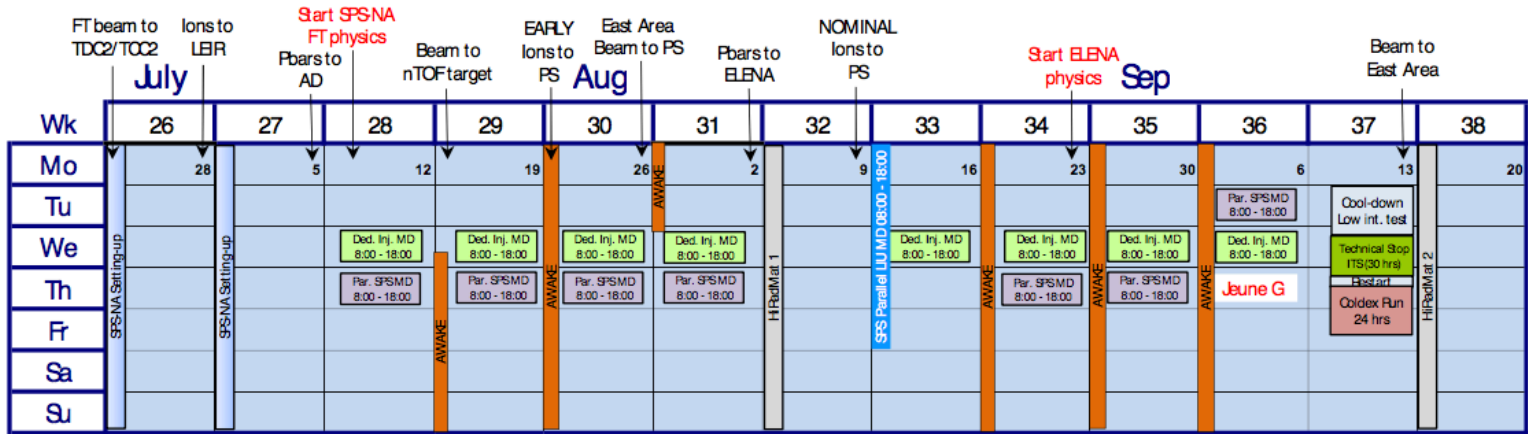 FT beam to
TDC2/TCC2
Ions to
LEIR
Start SPS-NA
FT physics
Pbars to
AD
Beam to
nTOF target
EARLY
Ions to
PS
East Area
Beam to PS
Pbars to
ELENA
NOMINAL
Ions to
PS
Start ELENA
physics
Beam to
East Area
July Aug Sep
Wk 26 27 28 29 30 31 32 33 34 35 36 37 38
Mo 28 5 12 19 26 2 9 16 23 30 6 13 20
Tu
Par. SPS MD
8:00 - 18:00
Cool-down
Low int. test
We
Ded. Inj. MD
8:00 - 18:00
Ded. Inj. MD
8:00 - 18:00
Ded. Inj. MD
8:00 - 18:00
Ded. Inj. MD
8:00 - 18:00
Ded. Inj. MD
8:00 - 18:00
Ded. Inj. MD
8:00 - 18:00
Ded. Inj. MD
8:00 - 18:00
Ded. Inj. MD
8:00 - 18:00
Technical Stop
ITS (30 hrs)
Th
Par. SPS MD
8:00 - 18:00
Par. SPS MD
8:00 - 18:00
Par. SPS MD
8:00 - 18:00
Par. SPS MD
8:00 - 18:00
Par. SPS MD
8:00 - 18:00
Par. SPS MD
8:00 - 18:00
Jeune G
Restart
Coldex Run
24 hrs
Fr
Sa
Su
SPS-NA Setting-up
SPS-NA Setting-up
AWAKE
AWAKE
AWAKE
HiRadMat 1
SPS Parallel LIU MD 08:00 - 18:00
AWAKE
AWAKE
AWAKE
HiRadMat 2